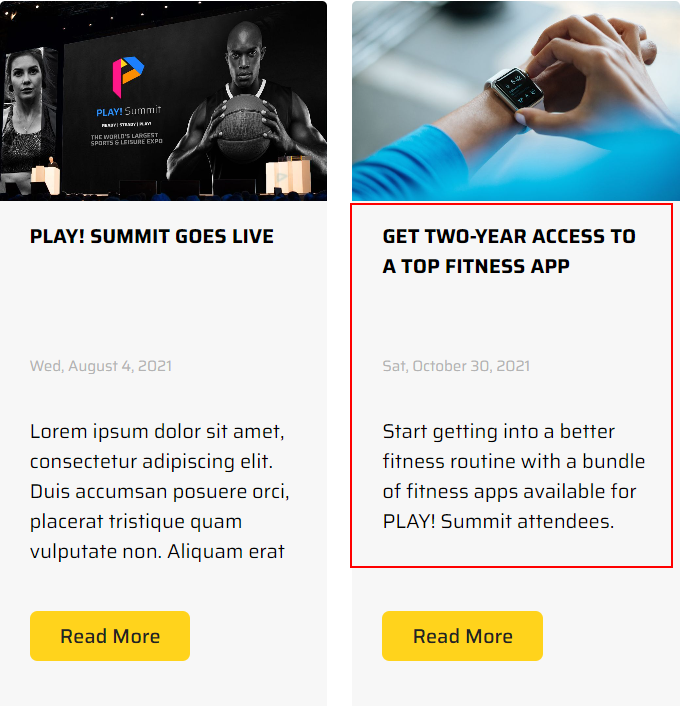 PLAY! Summit
READY | STEADY | PLAY!
THE WORLD'S LARGEST
SPORTS & LEISURE EXPO
PLAY! SUMMIT GOES LIVE
Wed, August 4, 2021
Lorem ipsum dolor sit amet,
consectetur adipiscing elit.
Duis accumsan posuere orci,
placerat tristique quam
vulputate non. Aliquam erat
Read More
GET TWO-YEAR ACCESS TO
A TOP FITNESS APP
Sat, October 30, 2021
Start getting into a better
fitness routine with a bundle
of fitness apps available for
PLAY! Summit attendees.
Read More